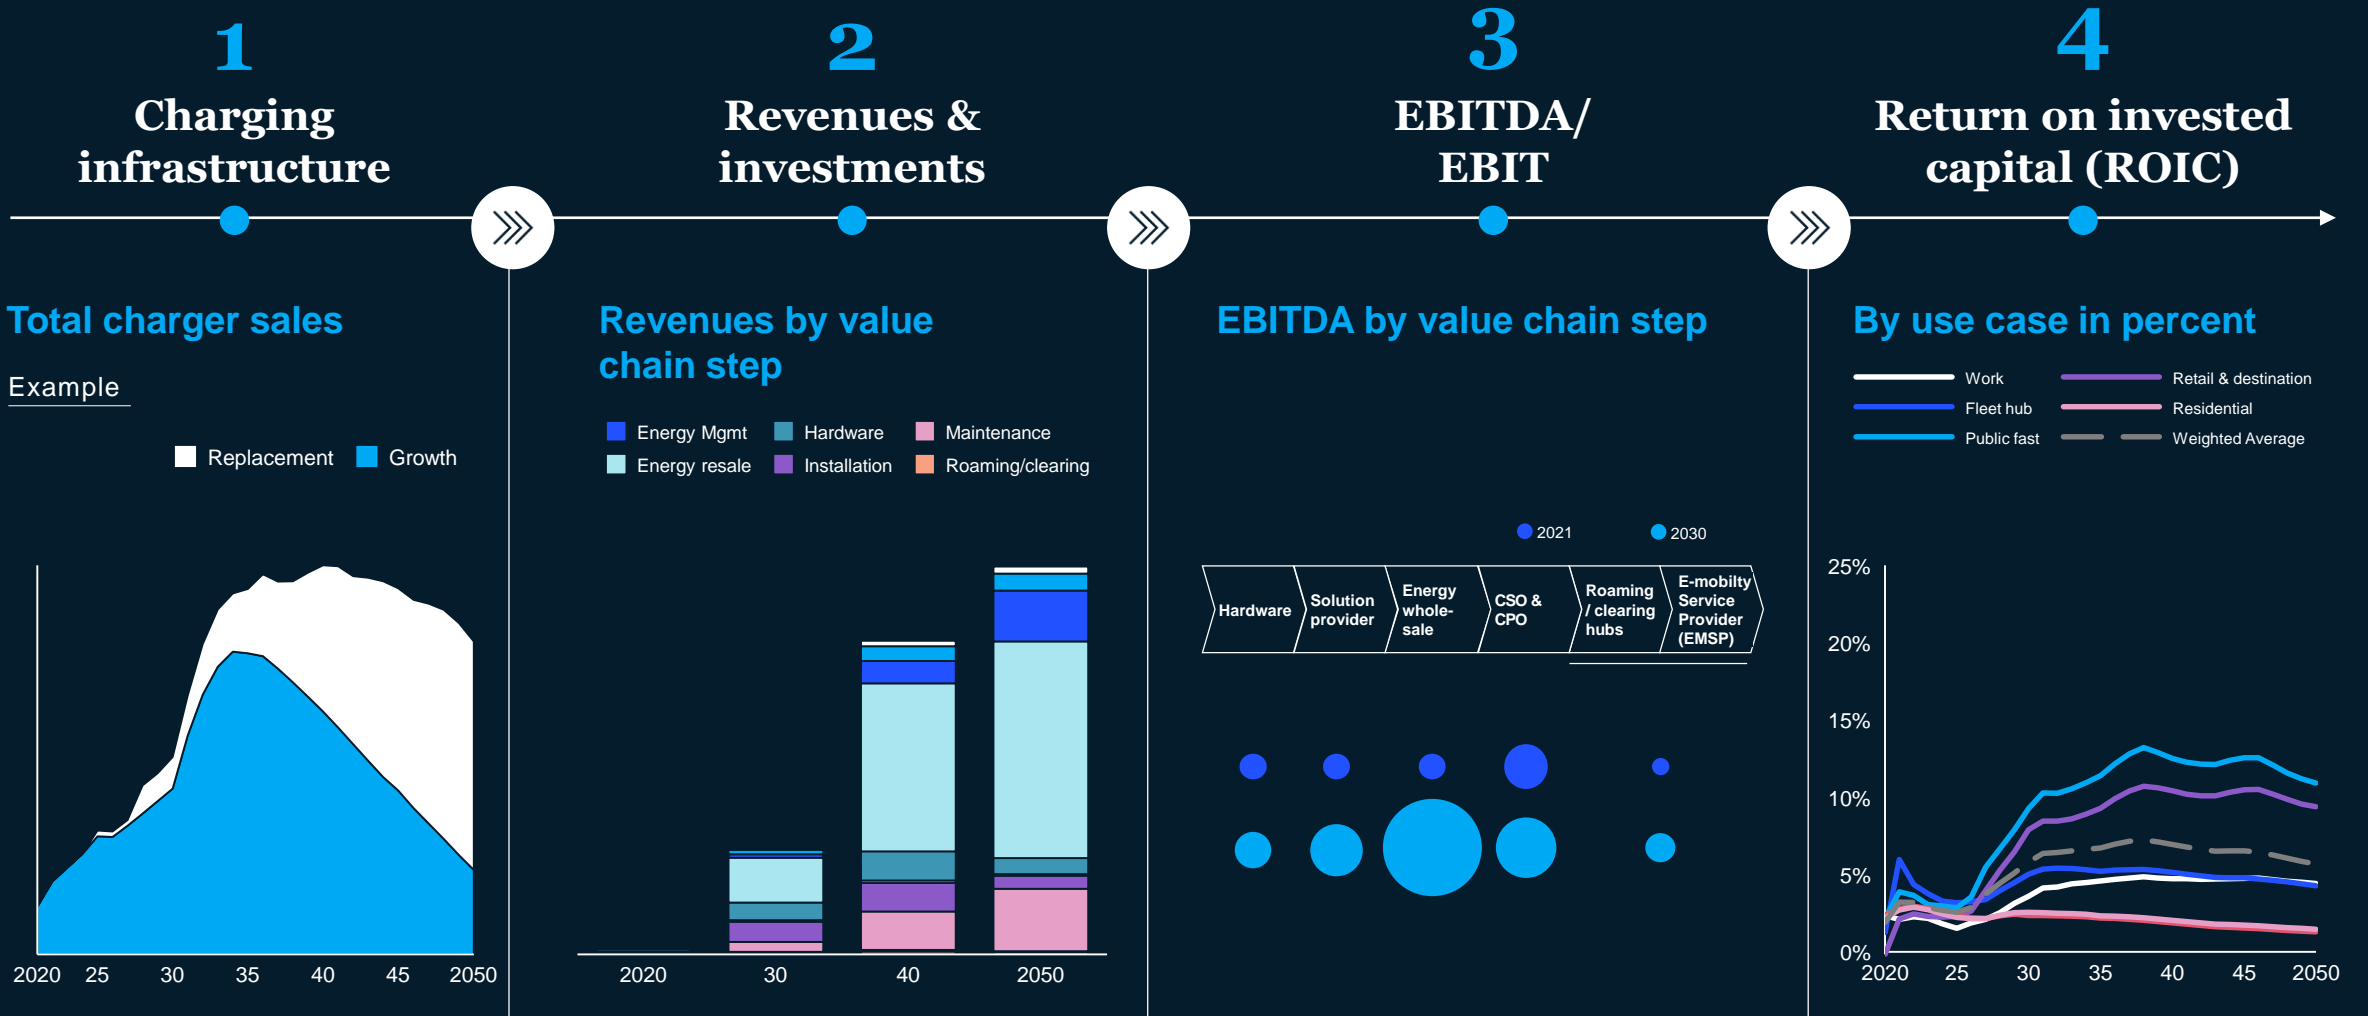 1
Charging
infrastructure
2
Revenues &
investments
3
EBITDA/
EBIT
4
Return on invested
capital (ROIC)
Total charger sales
Example
Replacement
Growth
2020 25 30 35 40 45 2050
Revenues by value
chain step
Energy Mgmt
Hardware
Maintenance
Energy resale
Installation
Roaming/clearing
2020 30 40 2050
EBITDA by value chain step
2021
2030
Hardware
Solution
provider
Energy
whole-
sale
CSO &
CPO
Roaming
/ clearing
hubs
E-mobilty
Service
Provider
(EMSP)
By use case in percent
Work
Retail & destination
Fleet hub
Residential
Public fast
Weighted Average
25%
20%
15%
10%
5%
0%
2020 25 30 35 40 45 2050